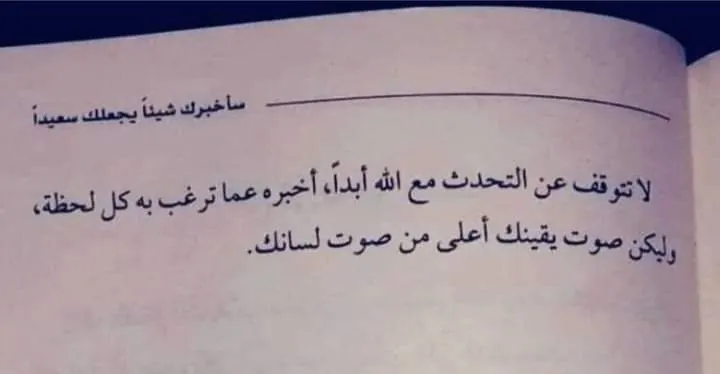 سأخبرك شيئاً يجعلك سعيداً
لا تتوقف عن التحدث مع الله أبداً، أخبره عما ترغب به كل لحظة،
وليكن صوت يقينك أعلى من صوت لسانك.